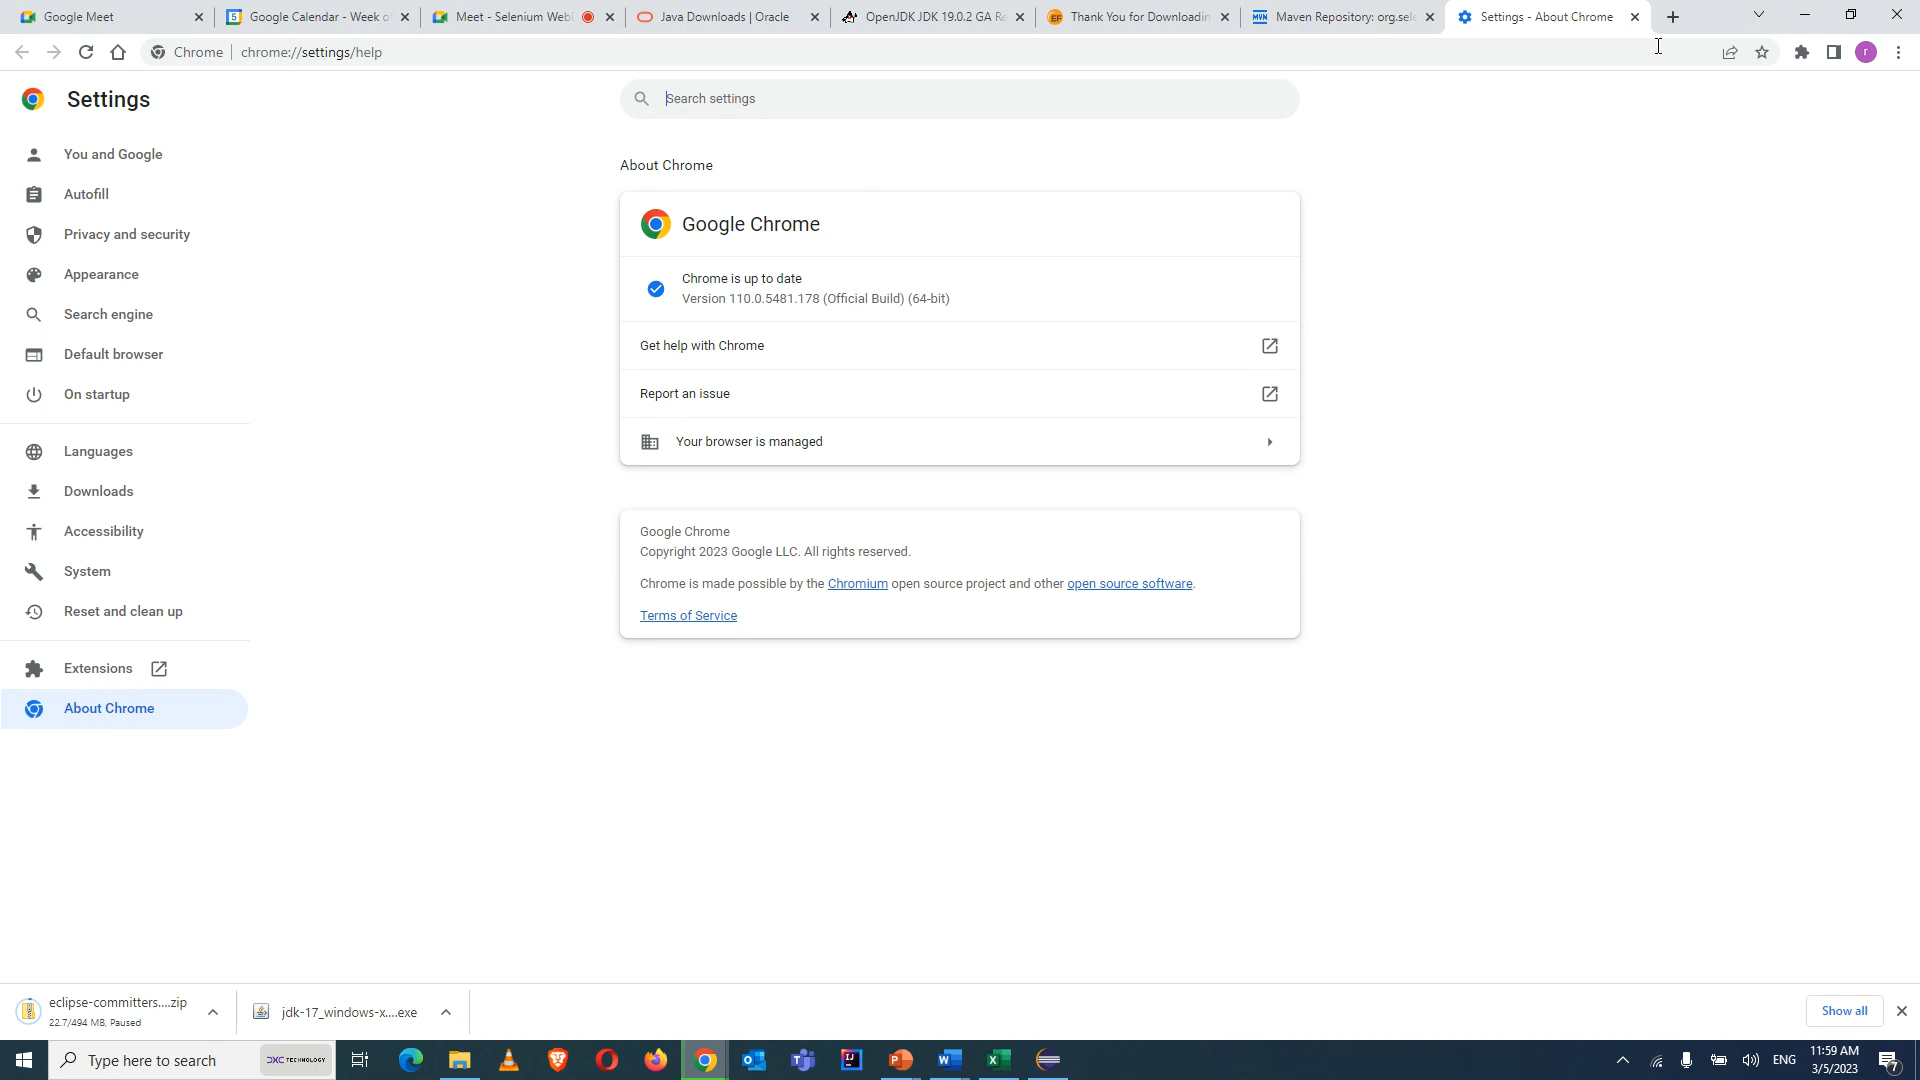 Google Meet
Google Calendar - Week o
Meet - Selenium Web
Java Downloads | Oracle
OpenJDK JDK 19.0.2 GA Re
Thank You for Downloadin
Maven Repository: org.sele
Settings - About Chrome
Chrome
chrome://settings/help
r
Settings
Search settings
You and Google
Autofill
Privacy and security
Appearance
Search engine
Default browser
On startup
Languages
Downloads
Accessibility
System
Reset and clean up
Extensions
About Chrome
About Chrome
Google Chrome
Chrome is up to date
Version 110.0.5481.178 (Official Build) (64-bit)
Get help with Chrome
Report an issue
Your browser is managed
Google Chrome
Copyright 2023 Google LLC. All rights reserved.
Chrome is made possible by the Chromium open source project and other open source software.
Terms of Service
eclipse-committers....zip
22.7/494 MB, Paused
jdk-17_windows-x....exe
Show all
Type here to search
DXC TECHNOLOGY
ENG
11:59 AM
3/5/2023
7